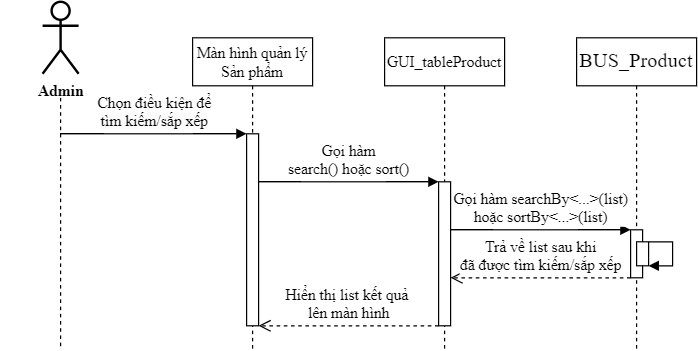 Màn hình quản lý
Sản phẩm
GUI_tableProduct
BUS_Product
Admin
Chọn điều kiện để
tìm kiếm/sắp xếp
Gọi hàm
search() hoặc sort()
Gọi hàm searchBy<...>(list)
hoặc sortBy<...>(list)
Trả về list sau khi
đã được tìm kiếm/sắp xếp
Hiển thị list kết quả
lên màn hình